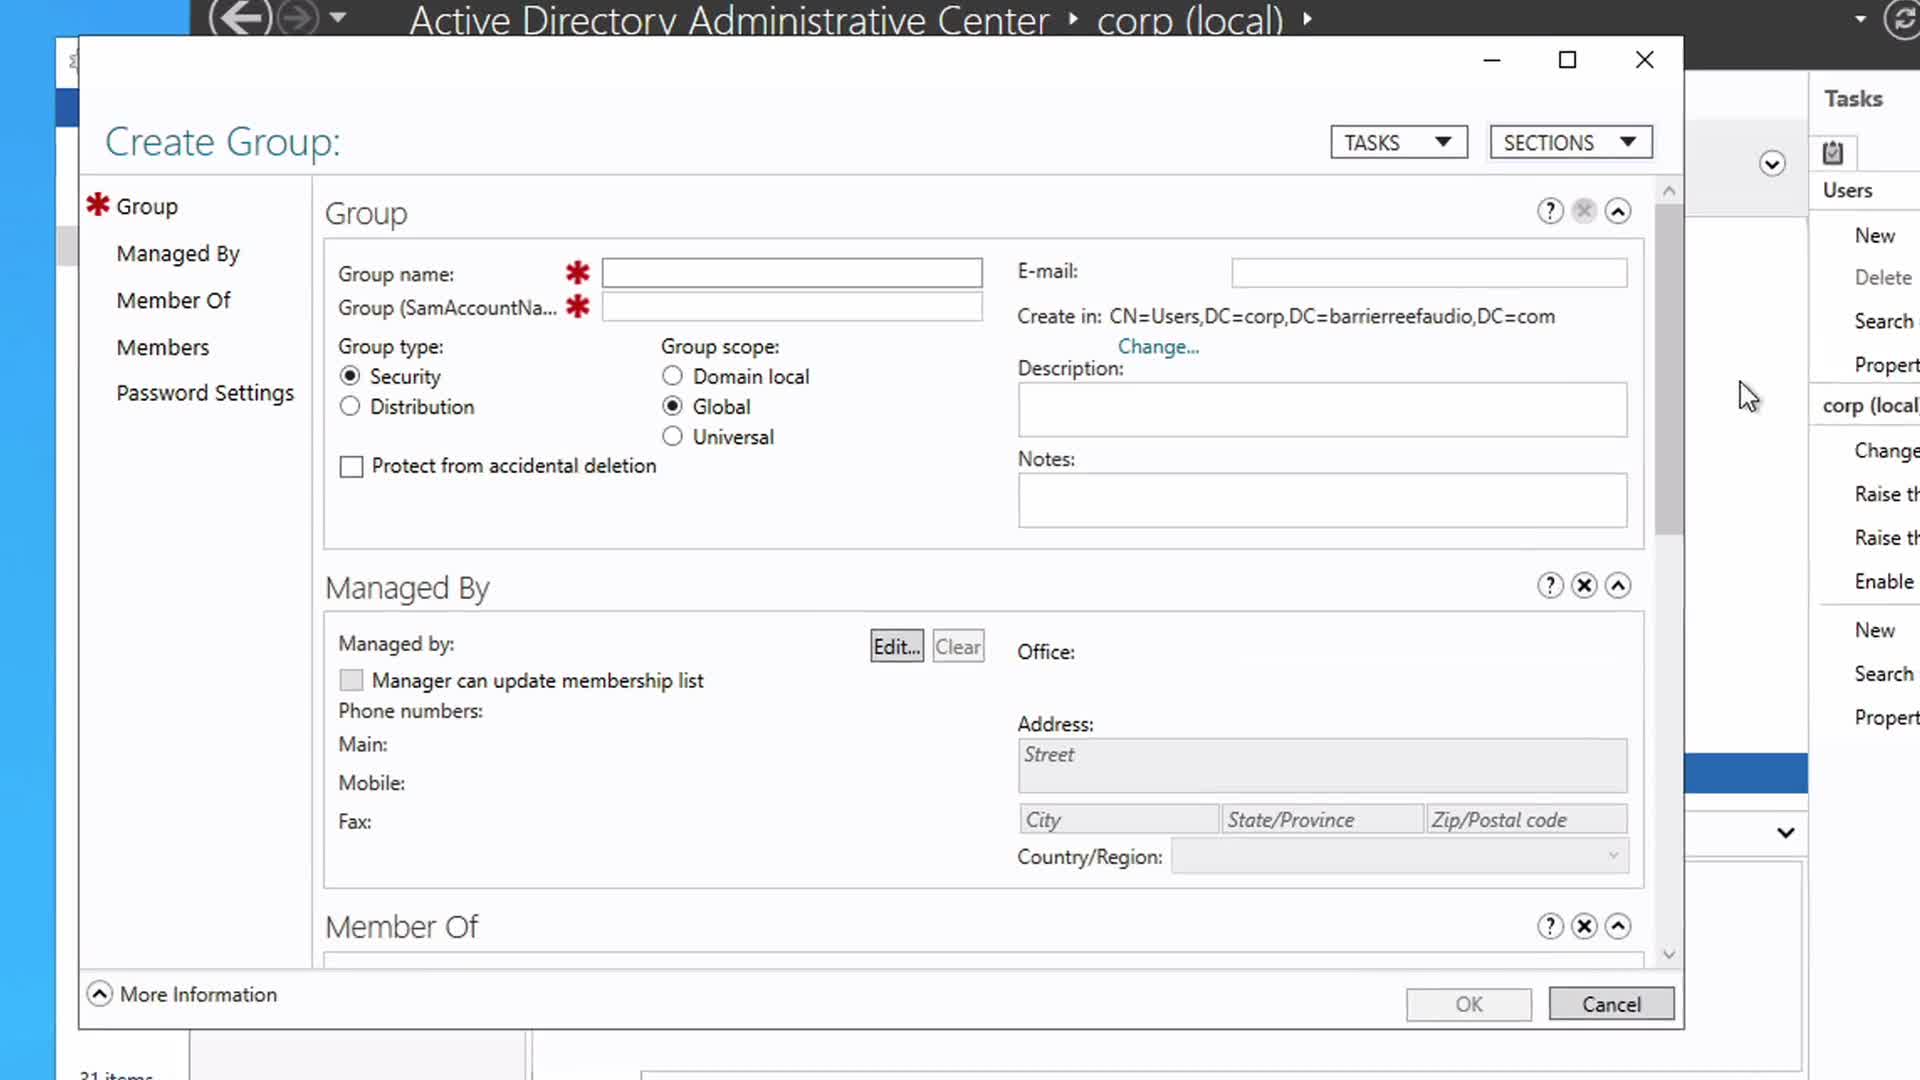 Active Directory Administrative Center ‣ corp (local) ‣
Create Group:
TASKS
SECTIONS
Group
Managed By
Member Of
Members
Password Settings
Group
Group name:
Group (SamAccountNa...
Group type:
Security
Distribution
Group scope:
Domain local
Global
Universal
Protect from accidental deletion
E-mail:
Create in: CN=Users,DC=corp,DC=barrierreefaudio,DC=com
Change...
Description:
Notes:
Managed By
Managed by:
Edit...
Clear
Manager can update membership list
Phone numbers:
Main:
Mobile:
Fax:
Office:
Address:
Street
City
State/Province
Zip/Postal code
Country/Region:
Member Of
More Information
OK
Cancel
Tasks
Users
New
Delete
Search
Propert
corp (local)
Change
Raise th
Raise th
Enable
New
Search
Propert
31 items